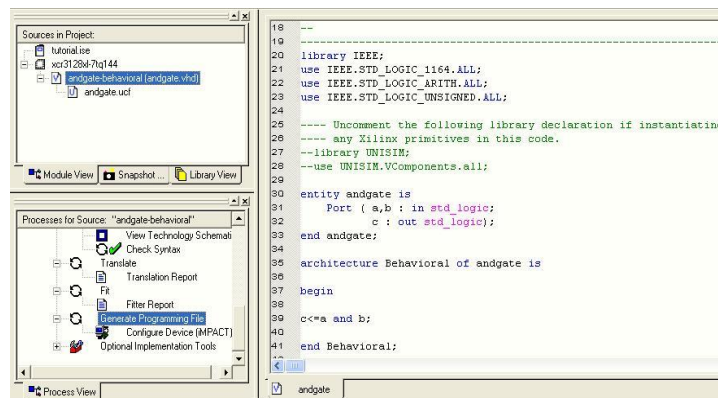 Sources in Project:
tutorial.ise
xcr3128xl-7tq144
andgate-behavioral (andgate.vhd)
andgate.ucf
Module View
Snapshot ...
Library View
Processes for Source: "andgate-behavioral"
View Technology Schemati
Check Syntax
Translate
Translation Report
Fit
Fitter Report
Generate Programming File
Configure Device (iMPACT)
Optional Implementation Tools
Process View
18 --
19 ----------------------------------------------------------------
20 library IEEE;
21 use IEEE.STD_LOGIC_1164.ALL;
22 use IEEE.STD_LOGIC_ARITH.ALL;
23 use IEEE.STD_LOGIC_UNSIGNED.ALL;
24
25 ---- Uncomment the following library declaration if instantiating
26 ---- any Xilinx primitives in this code.
27 --library UNISIM;
28 --use UNISIM.VComponents.all;
29
30 entity andgate is
31 Port ( a,b : in std_logic;
32 c : out std_logic);
33 end andgate;
34
35 architecture Behavioral of andgate is
36
37 begin
38
39 c<=a and b;
40
41 end Behavioral;
andgate